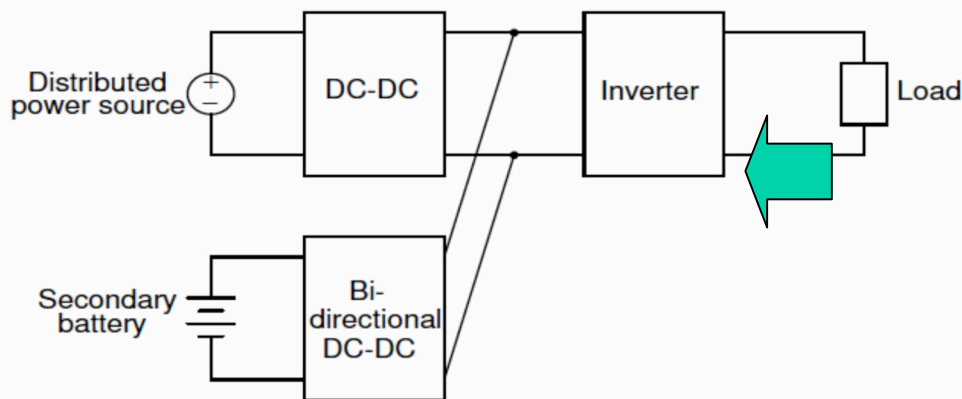 Distributed
power source
+
−
DC-DC
Inverter
Load
Secondary
battery
Bi-
directional
DC-DC